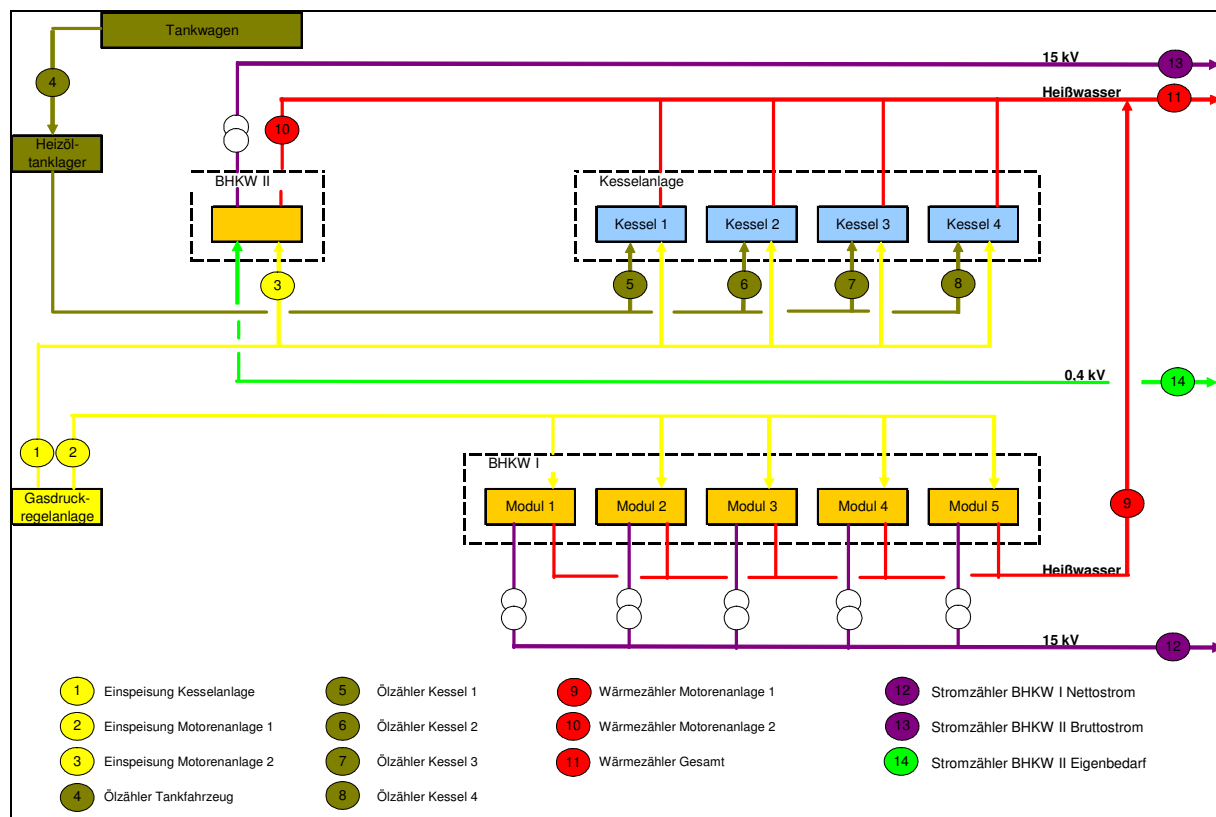 Tankwagen
15 kV
13
4
Heißwasser
11
10
Heizöl-
tanklager
BHKW II
Kesselanlage
Kessel 1
Kessel 2
Kessel 3
Kessel 4
3
5
6
7
8
0,4 kV
14
1
2
BHKW I
Gasdruck-
regelanlage
Modul 1
Modul 2
Modul 3
Modul 4
Modul 5
9
Heißwasser
15 kV
12
1 Einspeisung Kesselanlage
2 Einspeisung Motorenanlage 1
3 Einspeisung Motorenanlage 2
4 Ölzähler Tankfahrzeug
5 Ölzähler Kessel 1
6 Ölzähler Kessel 2
7 Ölzähler Kessel 3
8 Ölzähler Kessel 4
9 Wärmezähler Motorenanlage 1
10 Wärmezähler Motorenanlage 2
11 Wärmezähler Gesamt
12 Stromzähler BHKW I Nettostrom
13 Stromzähler BHKW II Bruttostrom
14 Stromzähler BHKW II Eigenbedarf